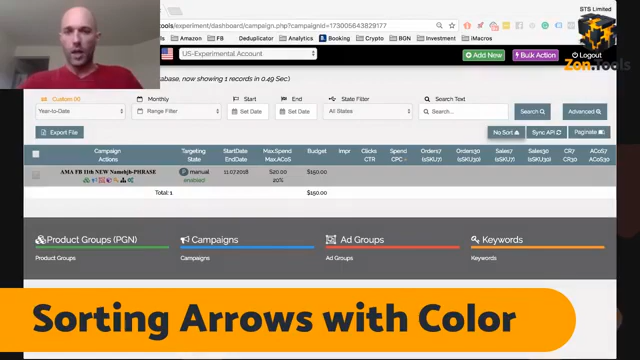 STS Limited
tools/experiment/dashboard/campaign.php?campaignId=173005643829177
Deduplicator
Amazon
Booking
Crypto
BGN
Investment
iMacros
US-Experimental Account
Add New
Bulk Action
Logout
Zon.Tools
tabase, now showing 1 records in 0.49 Sec.)
Custom 00
Monthly
Start
End
State Filter
Search Text
Year-to-Date
Range Filter
Set Date
Set Date
All States
Search...
Search
Advanced
Export File
No Sort
Sync API
Paginate
Campaign Actions
Targeting State
StartDate EndDate
Max.Spend Max.ACoS
Budget
Impr
Clicks CTR
Spend CPC
Orders7 (sSKU7)
Orders30 (sSKU30)
Sales7 (sSKU7)
Sales30 (sSKU30)
CR7 CR30
ACoS7 ACoS30
AMA FB 11th NEW Namehjb-PHRASE
P manual
enabled
11.07.2018
$20.00
20%
$150.00
Total: 1
$150.00
Product Groups (PGN)
Campaigns
Ad Groups
Keywords
Product Groups
Campaigns
Ad Groups
Keywords
Sorting Arrows with Color